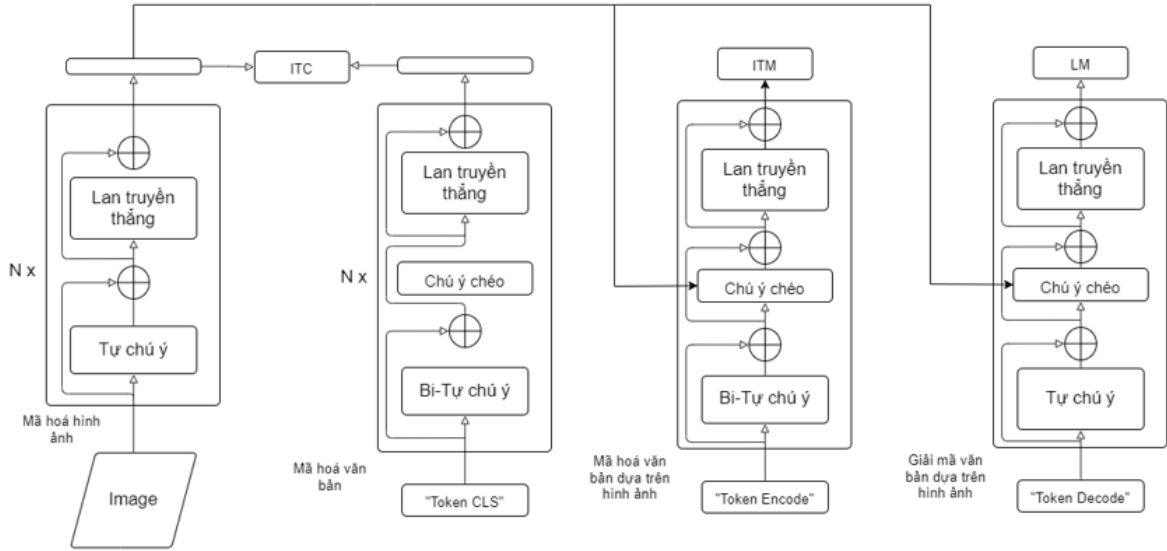 ITC
ITM
LM
Lan truyền
thẳng
Tự chú ý
N x
Mã hoá hình
ảnh
Image
Lan truyền
thẳng
Chú ý chéo
Bi-Tự chú ý
N x
Mã hoá văn
bản
"Token CLS"
Lan truyền
thẳng
Chú ý chéo
Bi-Tự chú ý
Mã hoá văn
bản dựa trên
hình ảnh
"Token Encode"
Lan truyền
thẳng
Chú ý chéo
Tự chú ý
Giải mã văn
bản dựa trên
hình ảnh
"Token Decode"